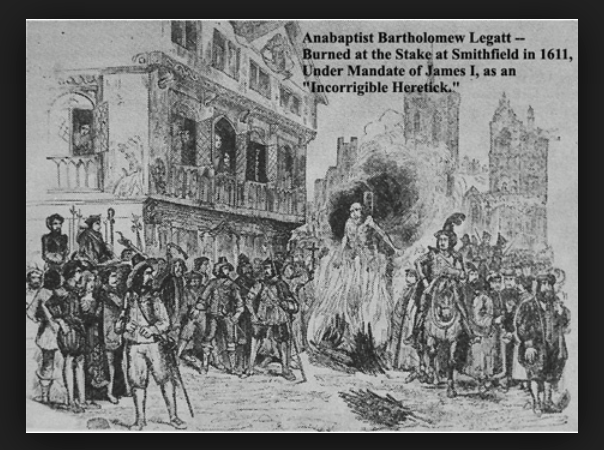 Anabaptist Bartholomew Legatt --
Burned at the Stake at Smithfield in 1611,
Under Mandate of James I, as an
"Incorrigible Heretick."